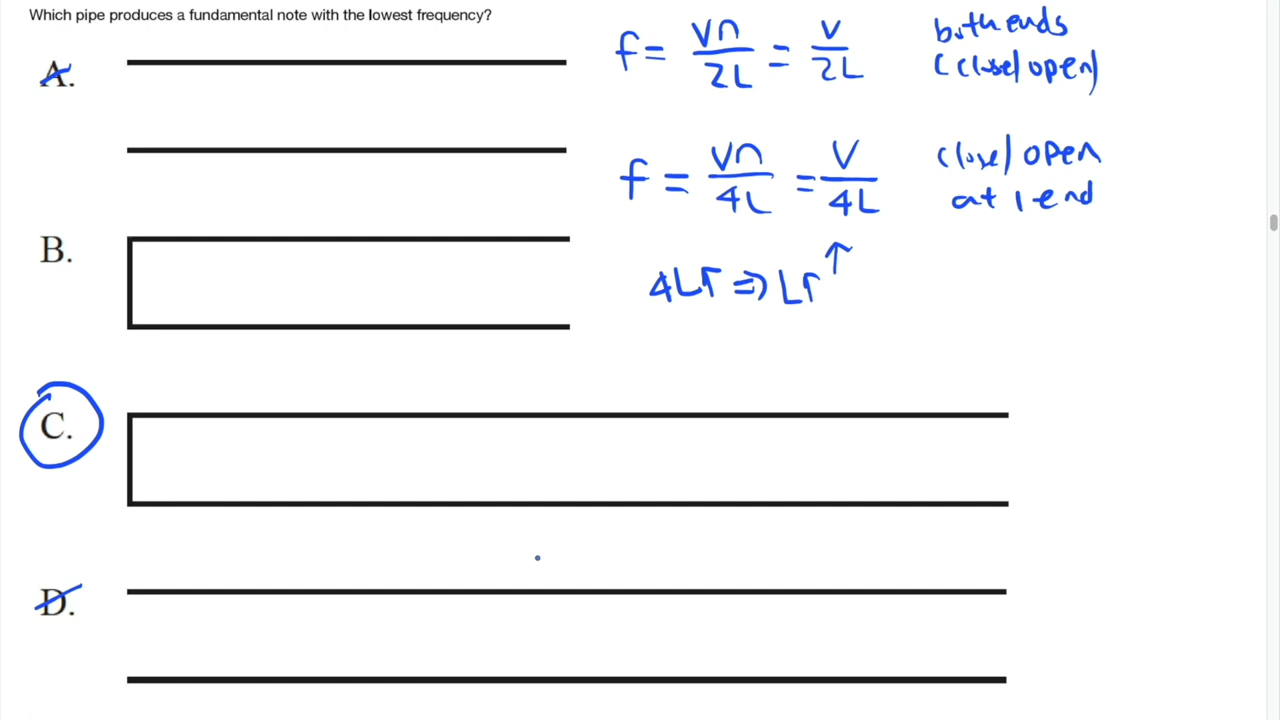 Which pipe produces a fundamental note with the lowest frequency?
f = vn/2L = v/2L
both ends
(close/open)
A.
f = vn/4L = v/4L
close/open
at 1 end
B.
4L↑ ⇒ L↑ ↑
C.
D.